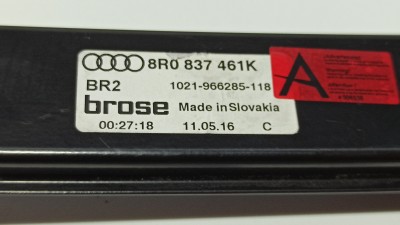 8R0 837 461K
BR2 1021-966285-118
brose Made in Slovakia
00:27:18 11.05.16 C
A